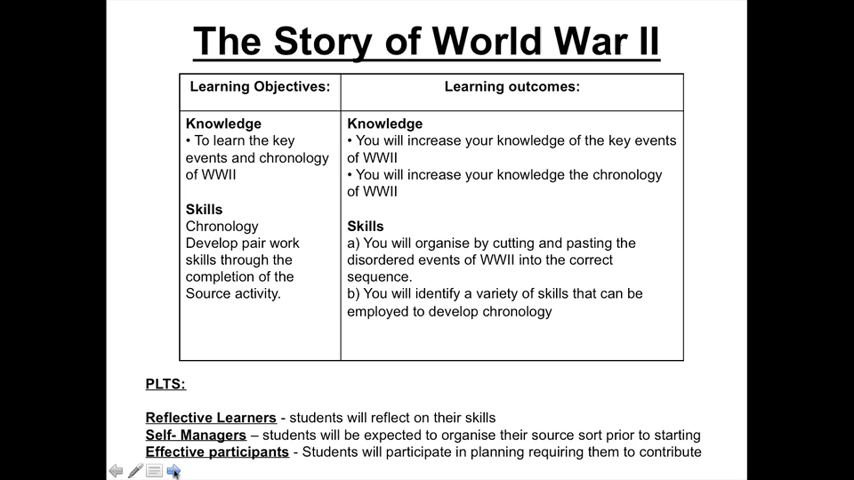 The Story of World War II
Learning Objectives:
Learning outcomes:
Knowledge
• To learn the key
events and chronology
of WWII
Skills
Chronology
Develop pair work
skills through the
completion of the
Source activity.
Knowledge
• You will increase your knowledge of the key events
of WWII
• You will increase your knowledge the chronology
of WWII
Skills
a) You will organise by cutting and pasting the
disordered events of WWII into the correct
sequence.
b) You will identify a variety of skills that can be
employed to develop chronology
PLTS:
Reflective Learners - students will reflect on their skills
Self- Managers – students will be expected to organise their source sort prior to starting
Effective participants - Students will participate in planning requiring them to contribute